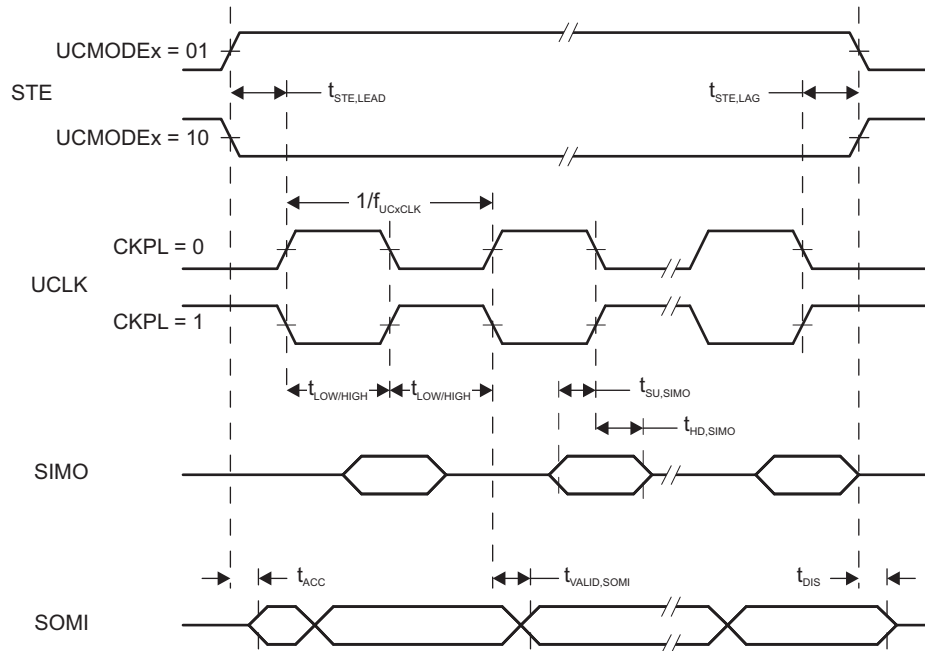 UCMODEx = 01
STE
t_STE,LEAD
t_STE,LAG
UCMODEx = 10
1/f_UCxCLK
CKPL = 0
UCLK
CKPL = 1
t_LOW/HIGH
t_LOW/HIGH
t_SU,SIMO
t_HD,SIMO
SIMO
t_ACC
t_VALID,SOMI
t_DIS
SOMI